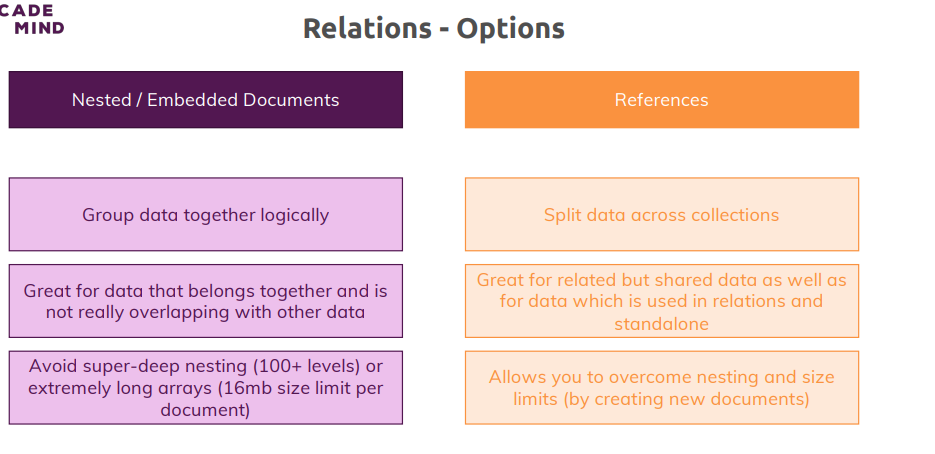 CADE
MIND
Relations - Options
Nested / Embedded Documents
References
Group data together logically
Split data across collections
Great for data that belongs together and is
not really overlapping with other data
Great for related but shared data as well as
for data which is used in relations and
standalone
Avoid super-deep nesting (100+ levels) or
extremely long arrays (16mb size limit per
document)
Allows you to overcome nesting and size
limits (by creating new documents)